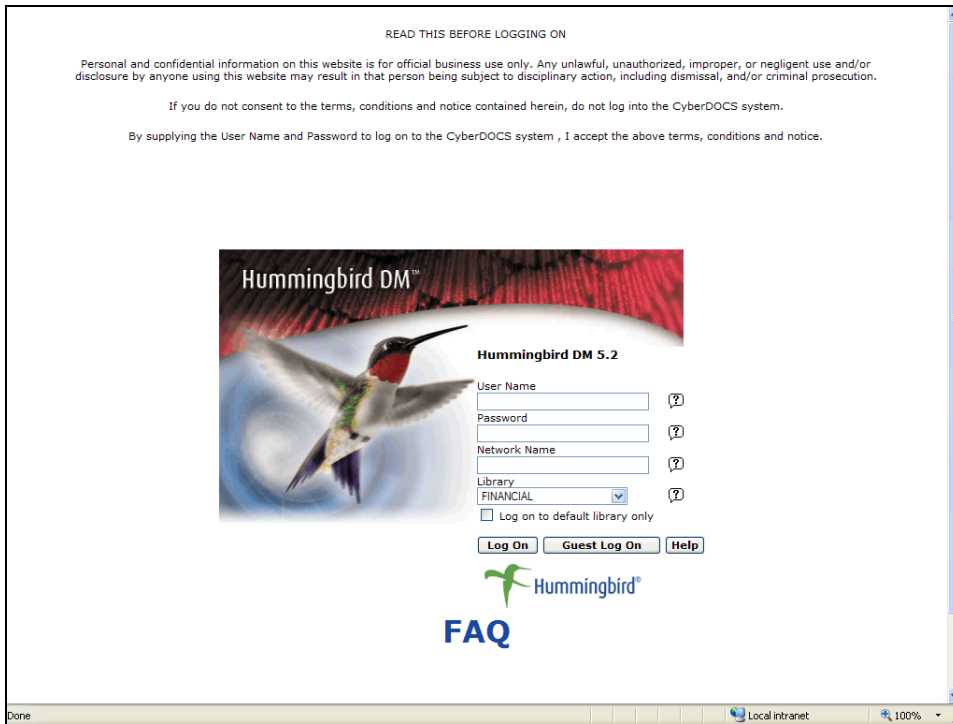 READ THIS BEFORE LOGGING ON
Personal and confidential information on this website is for official business use only. Any unlawful, unauthorized, improper, or negligent use and/or
disclosure by anyone using this website may result in that person being subject to disciplinary action, including dismissal, and/or criminal prosecution.
If you do not consent to the terms, conditions and notice contained herein, do not log into the CyberDOCS system.
By supplying the User Name and Password to log on to the CyberDOCS system , I accept the above terms, conditions and notice.
Hummingbird DM™
Hummingbird DM 5.2
User Name
?
Password
?
Network Name
?
Library
FINANCIAL
?
Log on to default library only
Log On Guest Log On Help
Hummingbird®
FAQ
Done Local intranet 100%